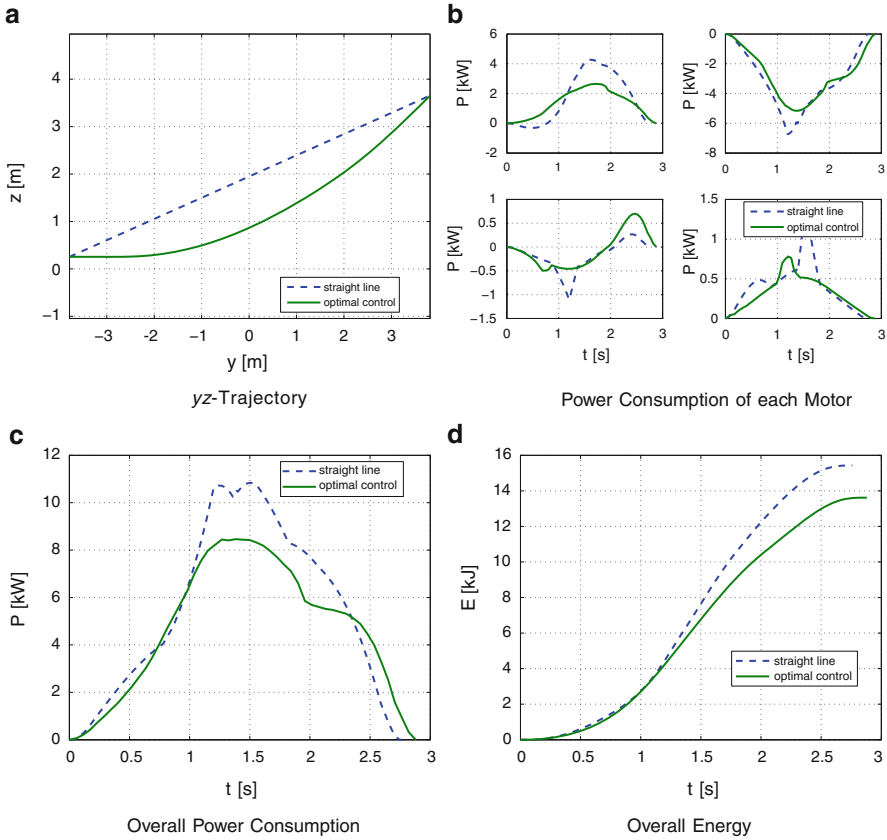 a
z [m]
4
3
2
1
0
−1
−3
-2
−1
0
1
2
3
y [m]
straight line
optimal control
yz-Trajectory
b
P [kW]
6
4
2
0
−2
0
1
2
3
P [kW]
0
−2
−4
−6
−8
0
1
2
3
P [kW]
1
0.5
0
−0.5
−1
−1.5
0
1
2
3
t [s]
P [kW]
1.5
1
0.5
0
0
1
2
3
t [s]
straight line
optimal control
Power Consumption of each Motor
c
P [kW]
12
10
8
6
4
2
0
0
0.5
1
1.5
2
2.5
3
t [s]
straight line
optimal control
Overall Power Consumption
d
E [kJ]
16
14
12
10
8
6
4
2
0
0
0.5
1
1.5
2
2.5
3
t [s]
straight line
optimal control
Overall Energy